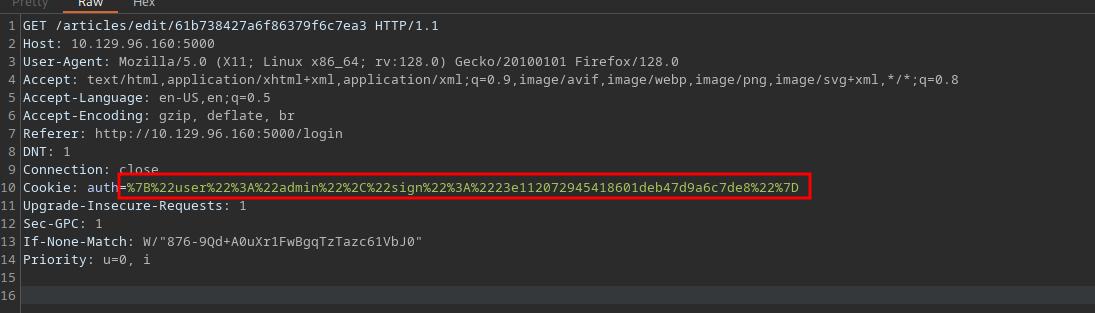 Pretty Raw Hex
1 GET /articles/edit/61b738427a6f86379f6c7ea3 HTTP/1.1
2 Host: 10.129.96.160:5000
3 User-Agent: Mozilla/5.0 (X11; Linux x86_64; rv:128.0) Gecko/20100101 Firefox/128.0
4 Accept: text/html,application/xhtml+xml,application/xml;q=0.9,image/avif,image/webp,image/png,image/svg+xml,*/*;q=0.8
5 Accept-Language: en-US,en;q=0.5
6 Accept-Encoding: gzip, deflate, br
7 Referer: http://10.129.96.160:5000/login
8 DNT: 1
9 Connection: close
10 Cookie: auth=%7B%22user%22%3A%22admin%22%2C%22sign%22%3A%2223e112072945418601deb47d9a6c7de8%22%7D
11 Upgrade-Insecure-Requests: 1
12 Sec-GPC: 1
13 If-None-Match: W/"876-9Qd+A0uXr1FwBgqTzTazc61VbJ0"
14 Priority: u=0, i
15
16